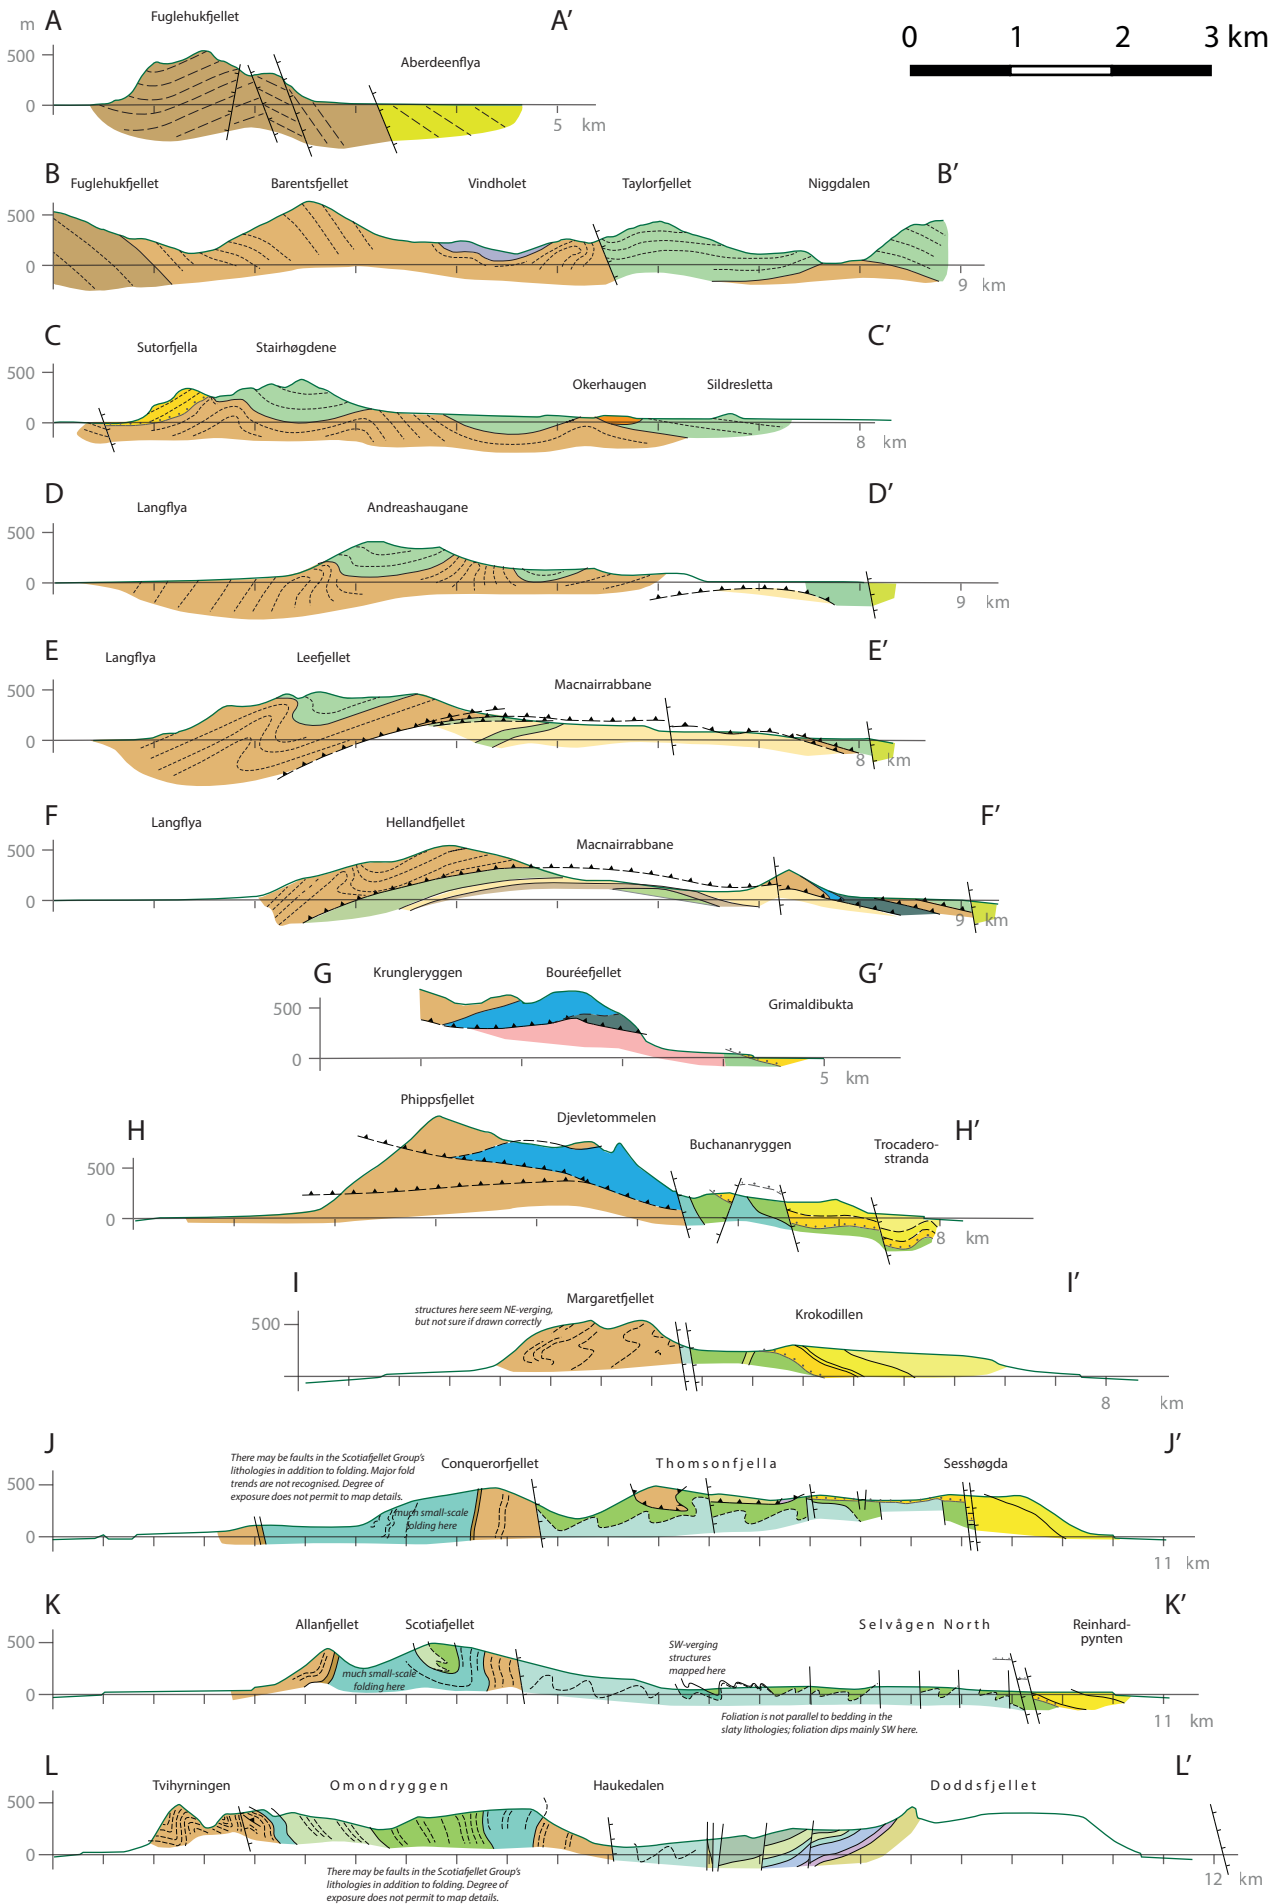 A
Fuglehukfjellet
A′
0 1 2 3 km
m
500
Aberdeenflya
0
5 km
B
Fuglehukfjellet
Barentsfjellet
Vindholet
Taylorfjellet
Niggdalen
B′
500
0
9 km
C
Sutorfjella
Stairhøgdene
C′
500
Okerhaugen
Sildresletta
0
8 km
D
Langflya
Andreashaugane
D′
500
0
9 km
E
Langflya
Leefjellet
Macnairrabbane
E′
500
0
8 km
F
Langflya
Hellandfjellet
Macnairrabbane
F′
500
0
9 km
G
Krungleryggen
Bouréefjellet
G′
500
Grimaldibukta
0
5 km
H
Phippsfjellet
Djevletommelen
Buchananryggen
Trocadero-
stranda
H′
500
0
8 km
I
structures here seem NE-verging,
but not sure if drawn correctly
Margaretfjellet
Krokodillen
I′
500
8 km
J
There may be faults in the Scotiafjellet Group's
lithologies in addition to folding. Major fold
trends are not recognised. Degree of
exposure does not permit to map details.
Conquerorfjellet
Thomsonfjella
Sesshøgda
J′
500
much small-scale
folding here
0
11 km
K
Allanfjellet
Scotiafjellet
Selvågen North
Reinhard-
pynten
K′
500
SW-verging
structures
mapped here
much small-scale
folding here
0
Foliation is not parallel to bedding in the
slaty lithologies; foliation dips mainly SW here.
11 km
L
Tvihyrningen
Omondryggen
Haukedalen
Doddsfjellet
L′
500
0
There may be faults in the Scotiafjellet Group's
lithologies in addition to folding. Degree of
exposure does not permit to map details.
12 km